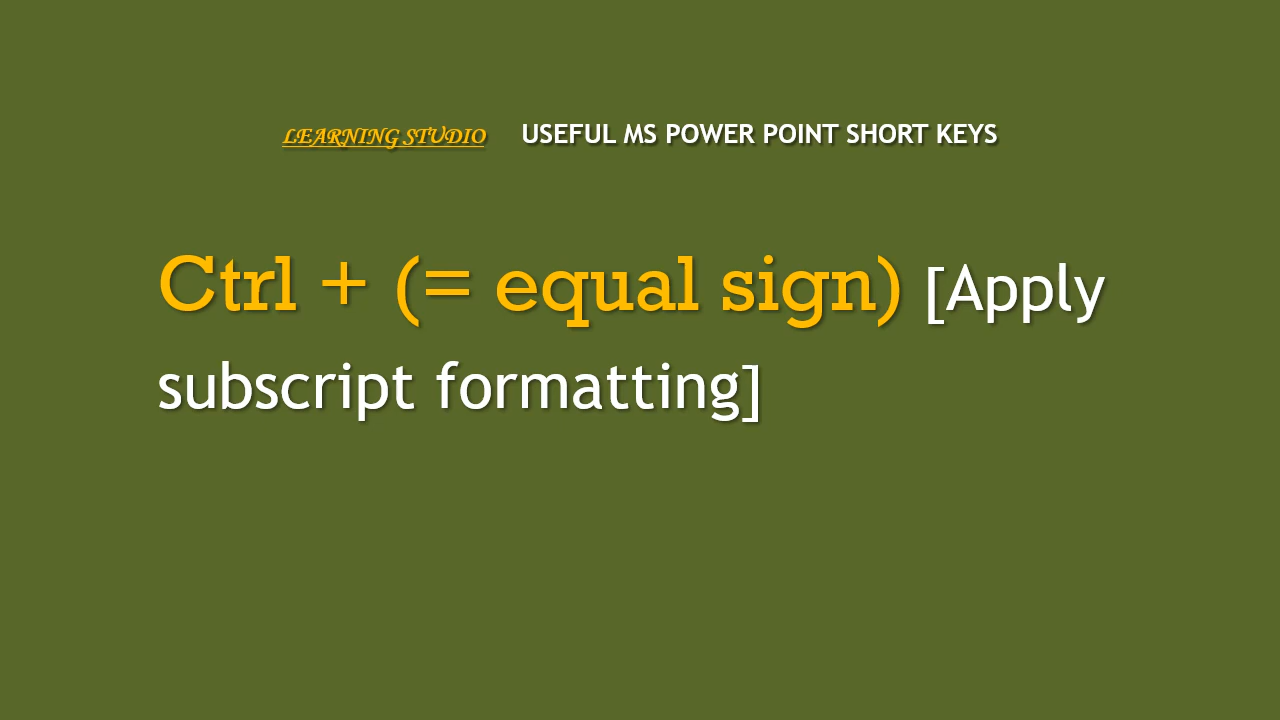 LEARNING STUDIO USEFUL MS POWER POINT SHORT KEYS
Ctrl + (= equal sign) [Apply
subscript formatting]